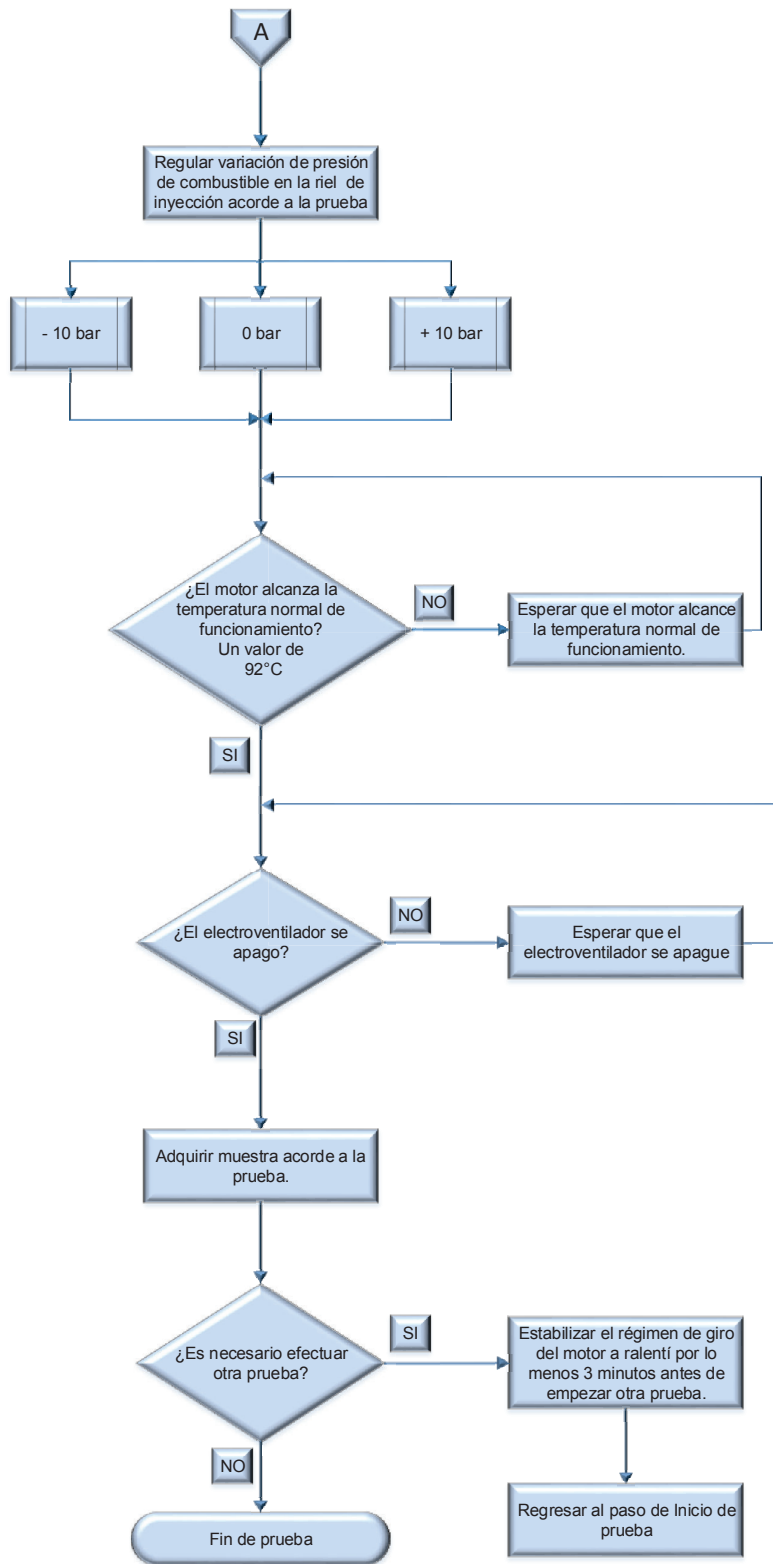 A
Regular variación de presión
de combustible en la riel de
inyección acorde a la prueba
- 10 bar
0 bar
+ 10 bar
¿El motor alcanza la
temperatura normal de
funcionamiento?
Un valor de
92°C
NO
Esperar que el motor alcance
la temperatura normal de
funcionamiento.
SI
¿El electroventilador se
apago?
NO
Esperar que el
electroventilador se apague
SI
Adquirir muestra acorde a la
prueba.
¿Es necesario efectuar
otra prueba?
SI
Estabilizar el régimen de giro
del motor a ralentí por lo
menos 3 minutos antes de
empezar otra prueba.
NO
Regresar al paso de Inicio de
prueba
Fin de prueba